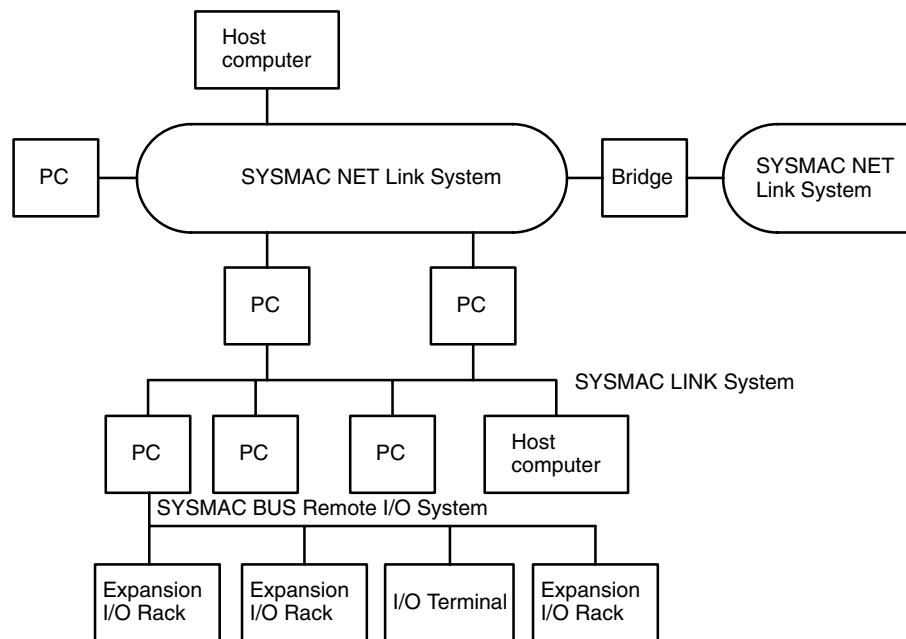 Host
computer
PC
SYSMAC NET Link System
Bridge
SYSMAC NET
Link System
PC
PC
SYSMAC LINK System
PC
PC
PC
Host
computer
SYSMAC BUS Remote I/O System
Expansion
I/O Rack
Expansion
I/O Rack
I/O Terminal
Expansion
I/O Rack